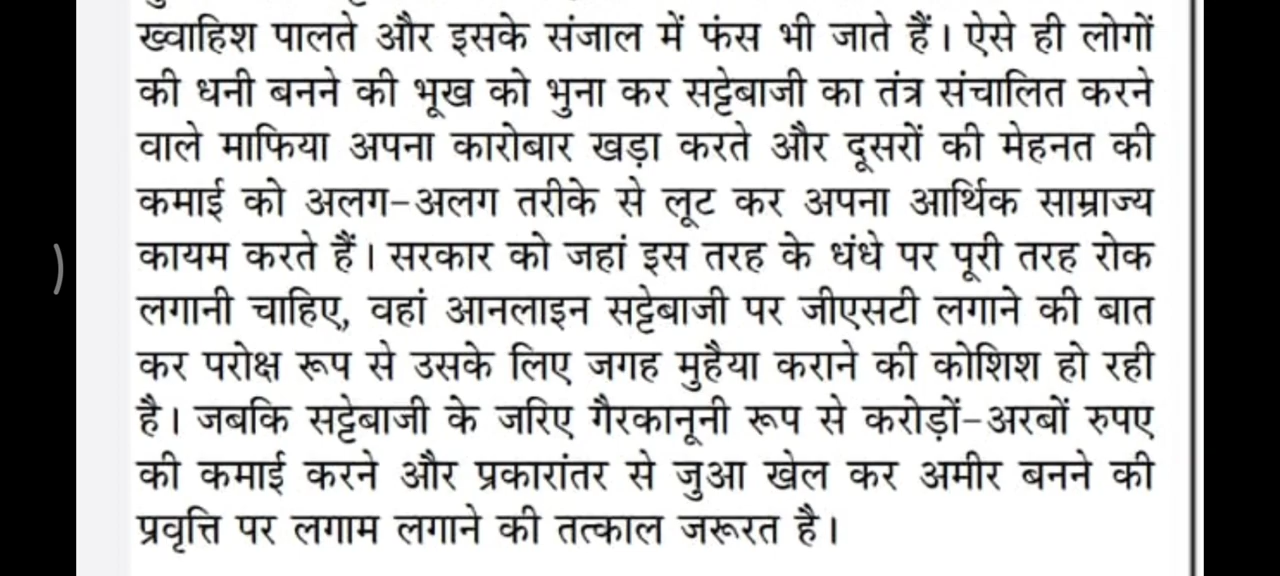 ख्वाहिश पालते और इसके संजाल में फंस भी जाते हैं। ऐसे ही लोगों
की धनी बनने की भूख को भुना कर सट्टेबाजी का तंत्र संचालित करने
वाले माफिया अपना कारोबार खड़ा करते और दूसरों की मेहनत की
कमाई को अलग-अलग तरीके से लूट कर अपना आर्थिक साम्राज्य
कायम करते हैं। सरकार को जहां इस तरह के धंधे पर पूरी तरह रोक
लगानी चाहिए, वहां आनलाइन सट्टेबाजी पर जीएसटी लगाने की बात
कर परोक्ष रूप से उसके लिए जगह मुहैया कराने की कोशिश हो रही
है। जबकि सट्टेबाजी के जरिए गैरकानूनी रूप से करोड़ों-अरबों रुपए
की कमाई करने और प्रकारांतर से जुआ खेल कर अमीर बनने की
प्रवृत्ति पर लगाम लगाने की तत्काल जरूरत है।